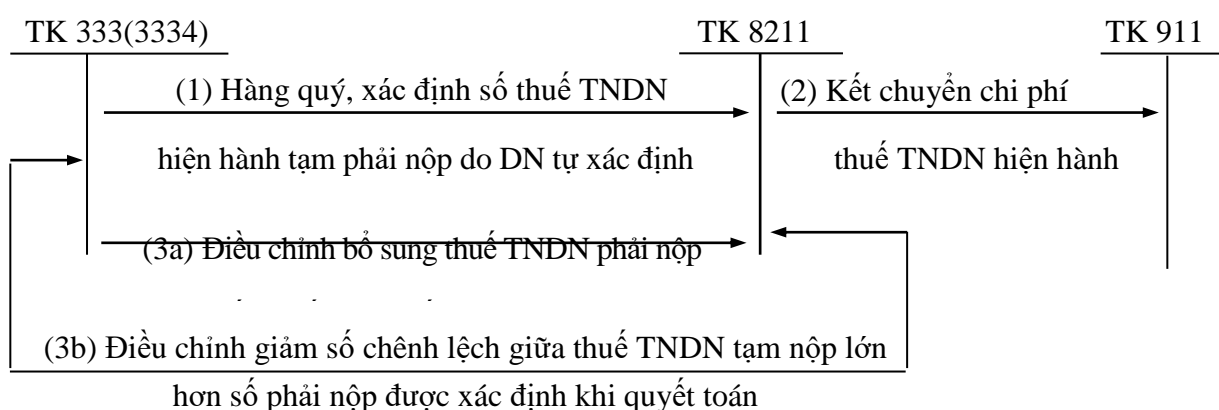 TK 333(3334) TK 8211 TK 911
(1) Hàng quý, xác định số thuế TNDN
hiện hành tạm phải nộp do DN tự xác định
(2) Kết chuyển chi phí
thuế TNDN hiện hành
(3a) Điều chỉnh bổ sung thuế TNDN phải nộp
(3b) Điều chỉnh giảm số chênh lệch giữa thuế TNDN tạm nộp lớn
hơn số phải nộp được xác định khi quyết toán